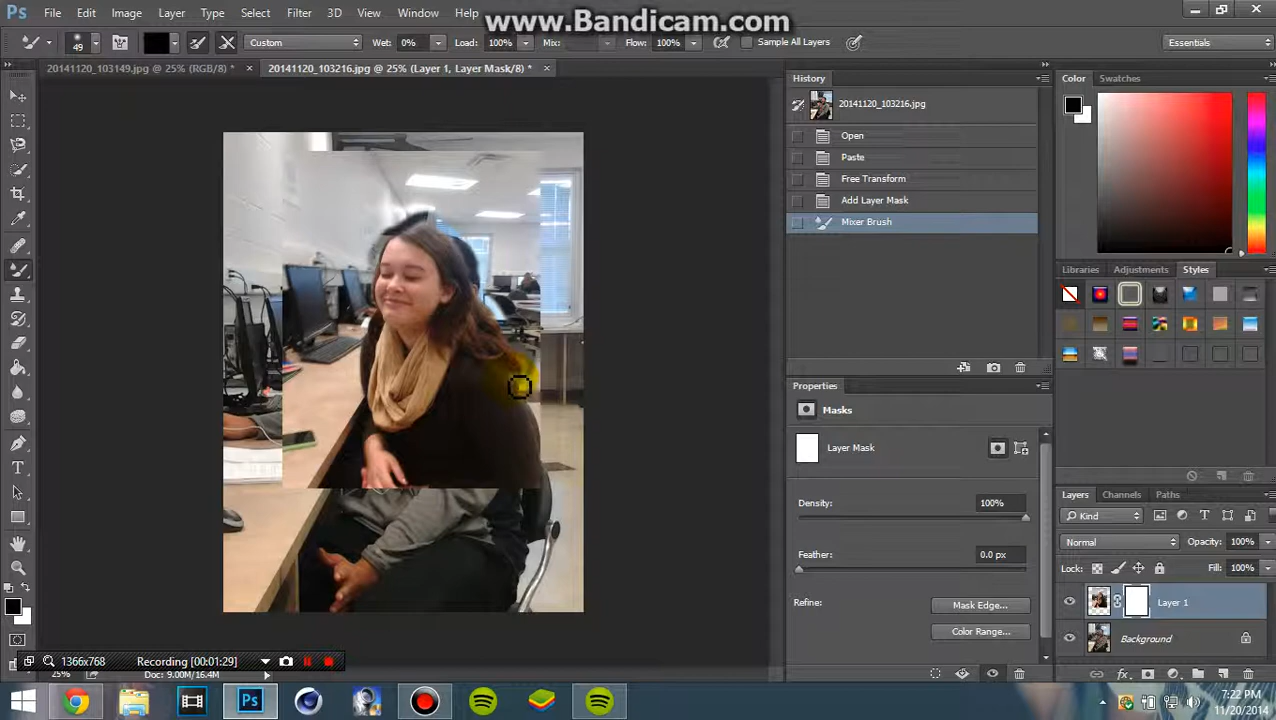 www.Bandicam.com
Ps File Edit Image Layer Type Select Filter 3D View Window Help
49 Custom Wet: 0% Load: 100% Mix: Flow: 100% Sample All Layers Essentials
20141120_103149.jpg @ 25% (RGB/8) * × 20141120_103216.jpg @ 25% (Layer 1, Layer Mask/8) * ×
History
20141120_103216.jpg
Open
Paste
Free Transform
Add Layer Mask
Mixer Brush
Color Swatches
Libraries Adjustments Styles
Properties
Masks
Layer Mask
Density: 100%
Feather: 0.0 px
Refine: Mask Edge...
Color Range...
Layers Channels Paths
Kind
Normal Opacity: 100%
Lock: Fill: 100%
Layer 1
Background
1366x768 Recording [00:01:29]
25% Doc: 9.00M/16.4M
Ps
7:22 PM
11/20/2014